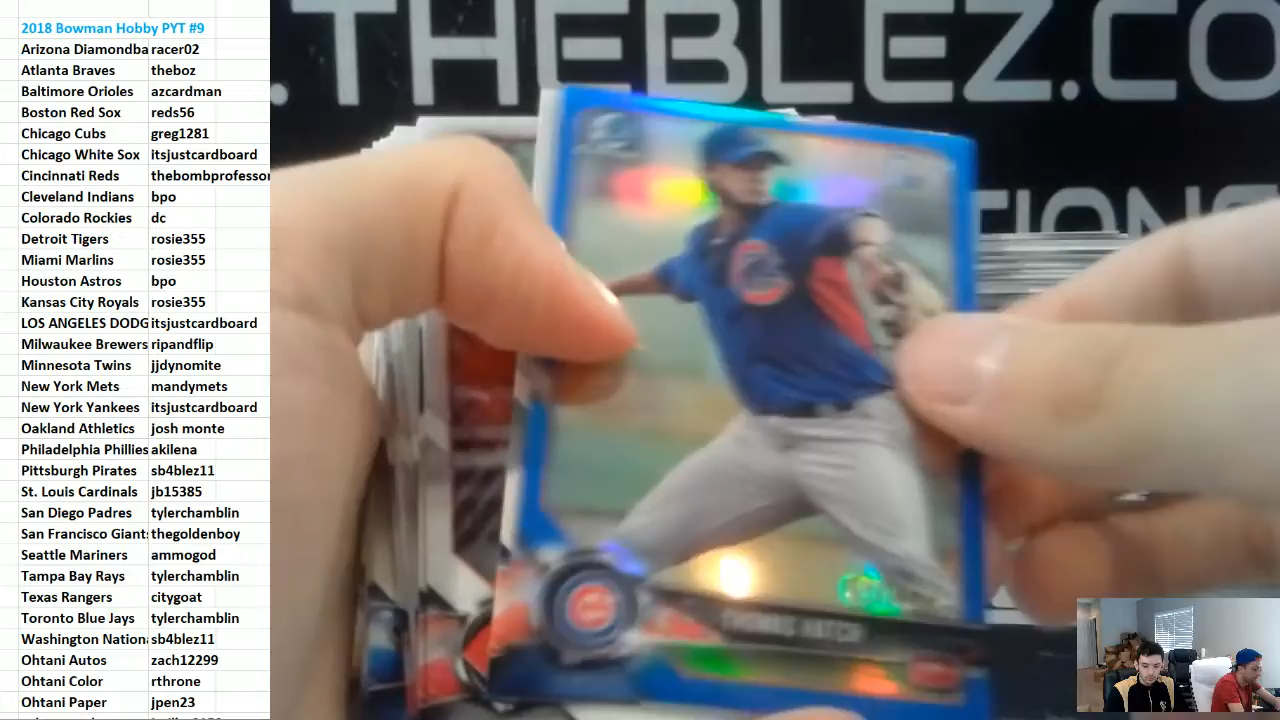 2018 Bowman Hobby PYT #9
Arizona Diamondba racer02
Atlanta Braves theboz
Baltimore Orioles azcardman
Boston Red Sox reds56
Chicago Cubs greg1281
Chicago White Sox itsjustcardboard
Cincinnati Reds thebombprofessor
Cleveland Indians bpo
Colorado Rockies dc
Detroit Tigers rosie355
Miami Marlins rosie355
Houston Astros bpo
Kansas City Royals rosie355
LOS ANGELES DODG itsjustcardboard
Milwaukee Brewers ripandflip
Minnesota Twins jjdynomite
New York Mets mandymets
New York Yankees itsjustcardboard
Oakland Athletics josh monte
Philadelphia Phillies akilena
Pittsburgh Pirates sb4blez11
St. Louis Cardinals jb15385
San Diego Padres tylerchamblin
San Francisco Giants thegoldenboy
Seattle Mariners ammogod
Tampa Bay Rays tylerchamblin
Texas Rangers citygoat
Toronto Blue Jays tylerchamblin
Washington Nationa sb4blez11
Ohtani Autos zach12299
Ohtani Color rthrone
Ohtani Paper jpen23
.THEBLEZ.CO
TIONS
THOMAS HATCH